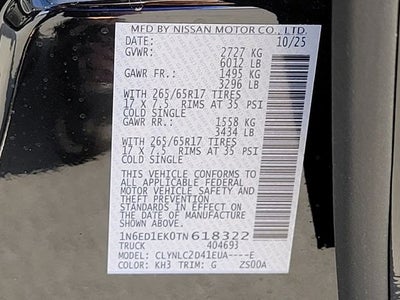 MFD BY NISSAN MOTOR CO., LTD.
DATE: 10/25
GVWR: 2727 KG
6012 LB
GAWR FR.: 1495 KG
3296 LB
WITH 265/65R17 TIRES
17 X 7.5 RIMS AT 35 PSI
COLD SINGLE
GAWR RR.: 1558 KG
3434 LB
WITH 265/65R17 TIRES
17 X 7.5 RIMS AT 35 PSI
COLD SINGLE
THIS VEHICLE CONFORMS TO
ALL APPLICABLE FEDERAL
MOTOR VEHICLE SAFETY AND
THEFT PREVENTION
STANDARDS IN EFFECT ON THE
DATE OF MANUFACTURE
SHOWN ABOVE.
1N6ED1EK0TN618322
TRUCK 404693
MODEL: CLYNLC2D41EUA----E
COLOR: KH3 TRIM: G ZS00A